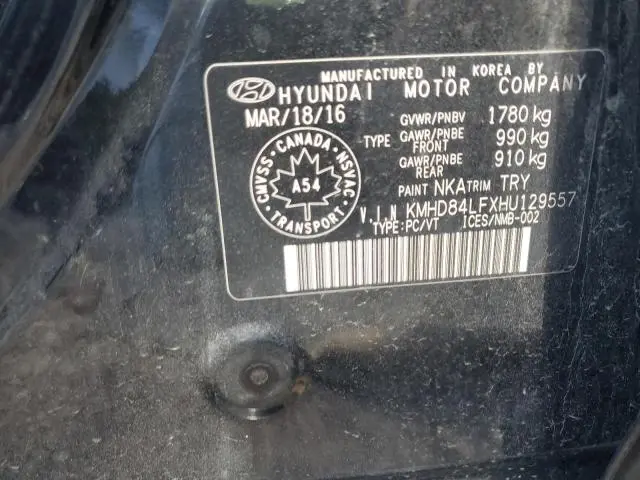 MANUFACTURED IN KOREA BY
HYUNDAI MOTOR COMPANY
MAR/18/16
GVWR/PNBV 1780 kg
TYPE GAWR/PNBE FRONT 990 kg
GAWR/PNBE REAR 910 kg
PAINT NKA TRIM TRY
CMVSS · CANADA · NSVAC · TRANSPORT ·
A54
V.I.N KMHD84LFXHU129557
TYPE:PC/VT ICES/NMB-002